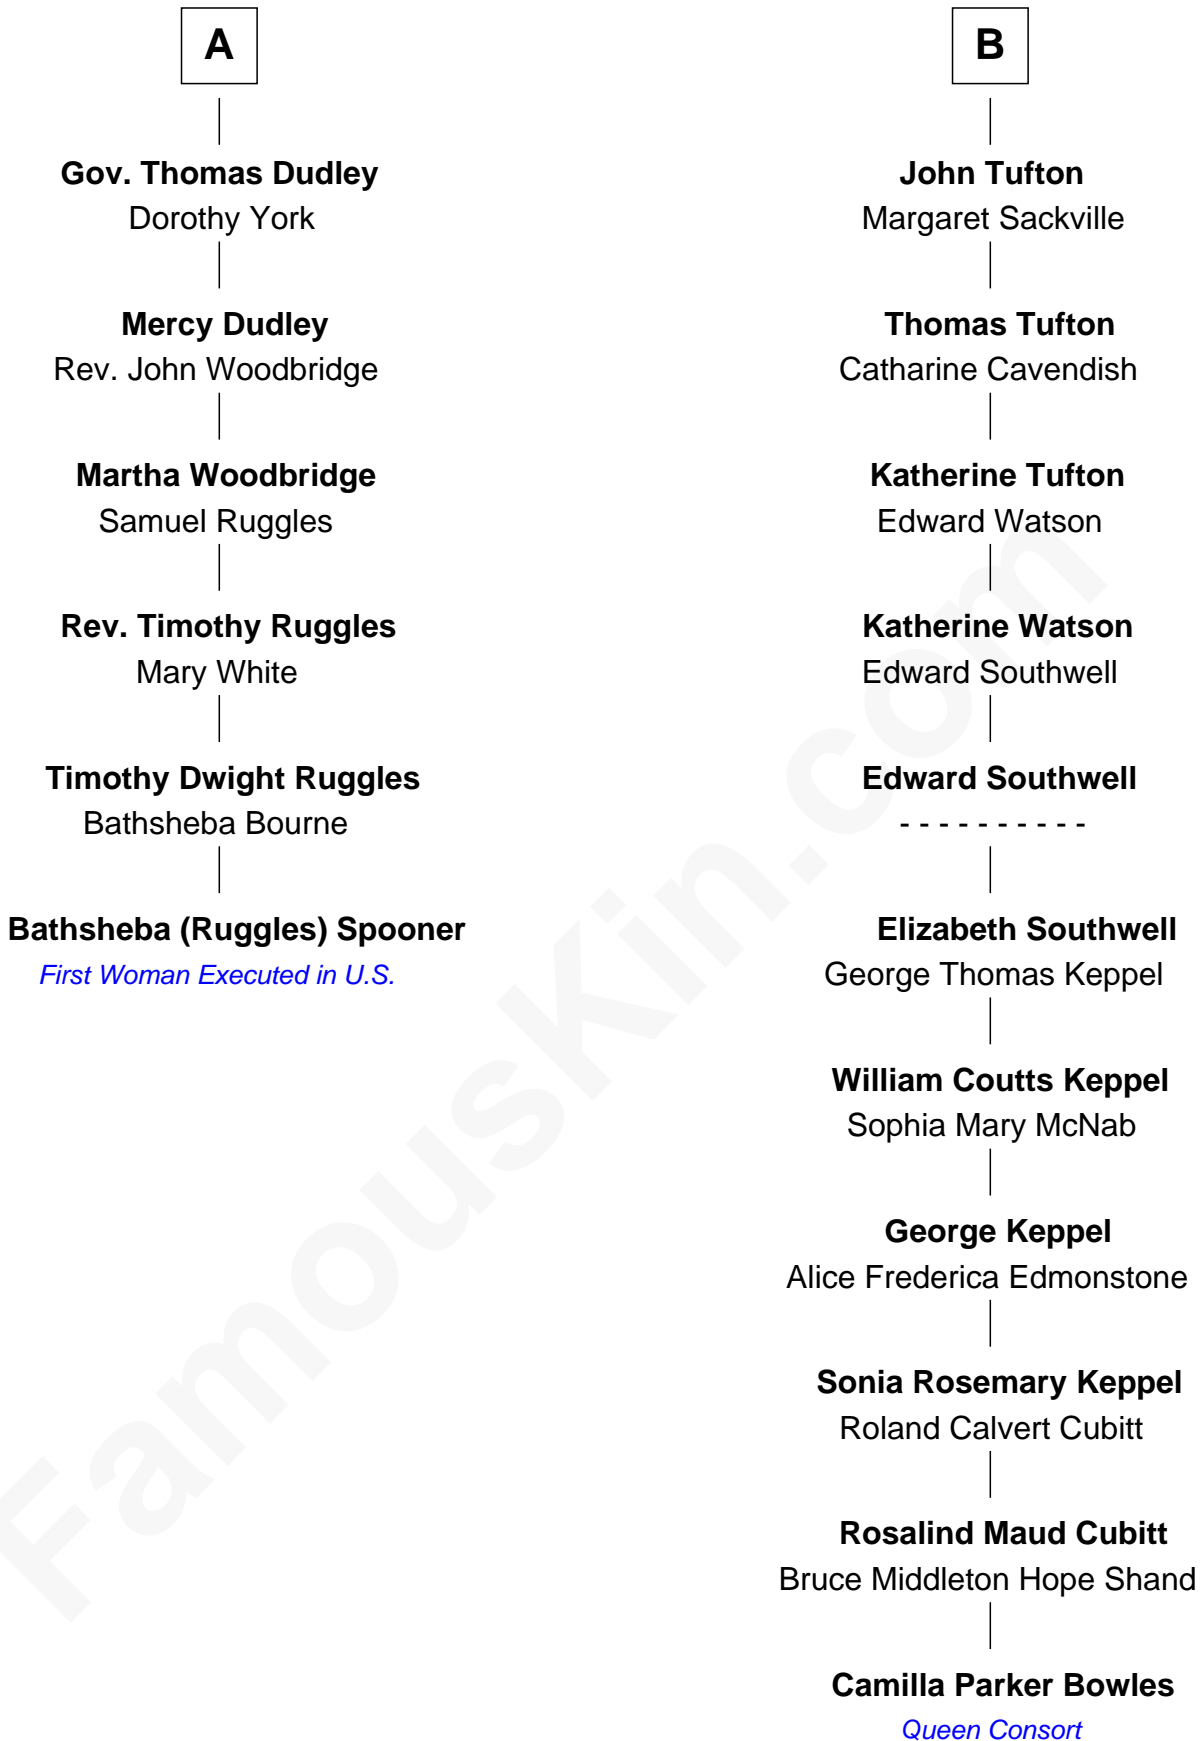 A
Gov. Thomas Dudley
Dorothy York
Mercy Dudley
Rev. John Woodbridge
Martha Woodbridge
Samuel Ruggles
Rev. Timothy Ruggles
Mary White
Timothy Dwight Ruggles
Bathsheba Bourne
Bathsheba (Ruggles) Spooner
First Woman Executed in U.S.
B
John Tufton
Margaret Sackville
Thomas Tufton
Catharine Cavendish
Katherine Tufton
Edward Watson
Katherine Watson
Edward Southwell
Edward Southwell
- - - - - - - - - -
Elizabeth Southwell
George Thomas Keppel
William Coutts Keppel
Sophia Mary McNab
George Keppel
Alice Frederica Edmonstone
Sonia Rosemary Keppel
Roland Calvert Cubitt
Rosalind Maud Cubitt
Bruce Middleton Hope Shand
Camilla Parker Bowles
Queen Consort
FamousKin.com